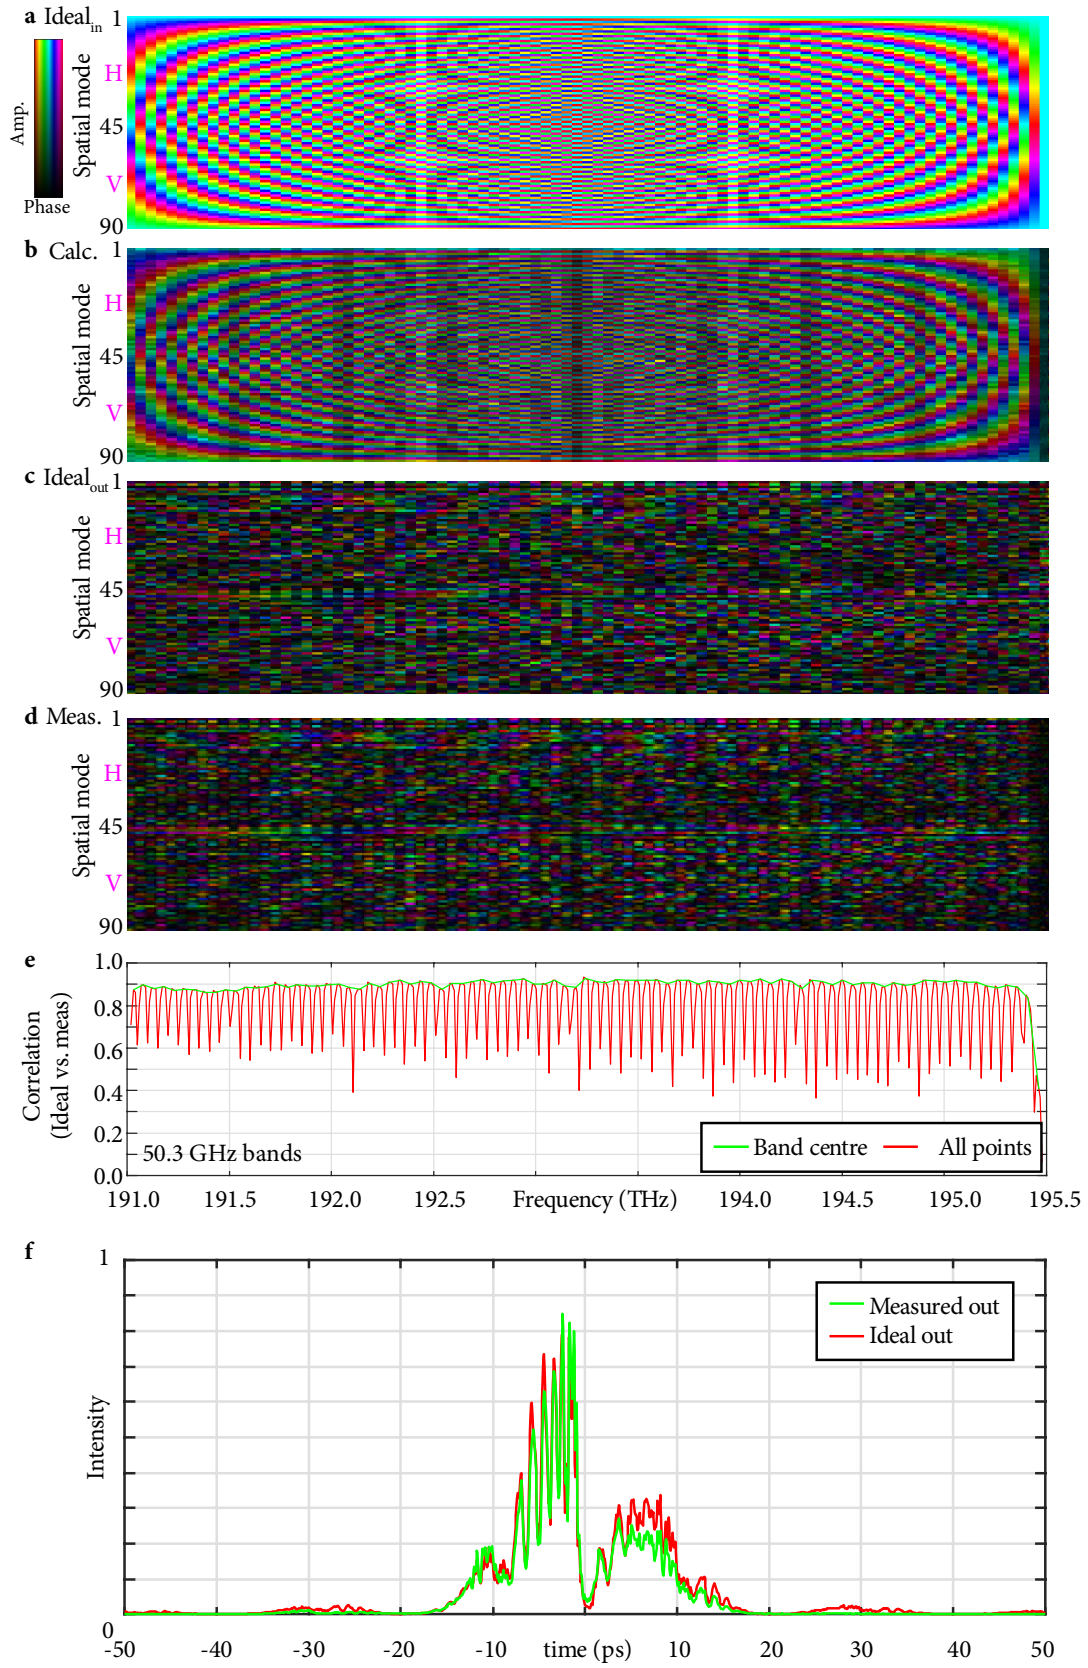 a Ideal_in 1
Amp.
Phase
Spatial mode
H
45
V
90
b Calc. 1
Spatial mode
H
45
V
90
c Ideal_out 1
Spatial mode
H
45
V
90
d Meas. 1
Spatial mode
H
45
V
90
e
1.0
0.8
0.6
0.4
0.2
0.0
Correlation
(Ideal vs. meas)
50.3 GHz bands
Band centre
All points
191.0 191.5 192.0 192.5 Frequency (THz) 194.0 194.5 195.0 195.5
f
1
Intensity
0
Measured out
Ideal out
-50 -40 -30 -20 -10 time (ps) 10 20 30 40 50